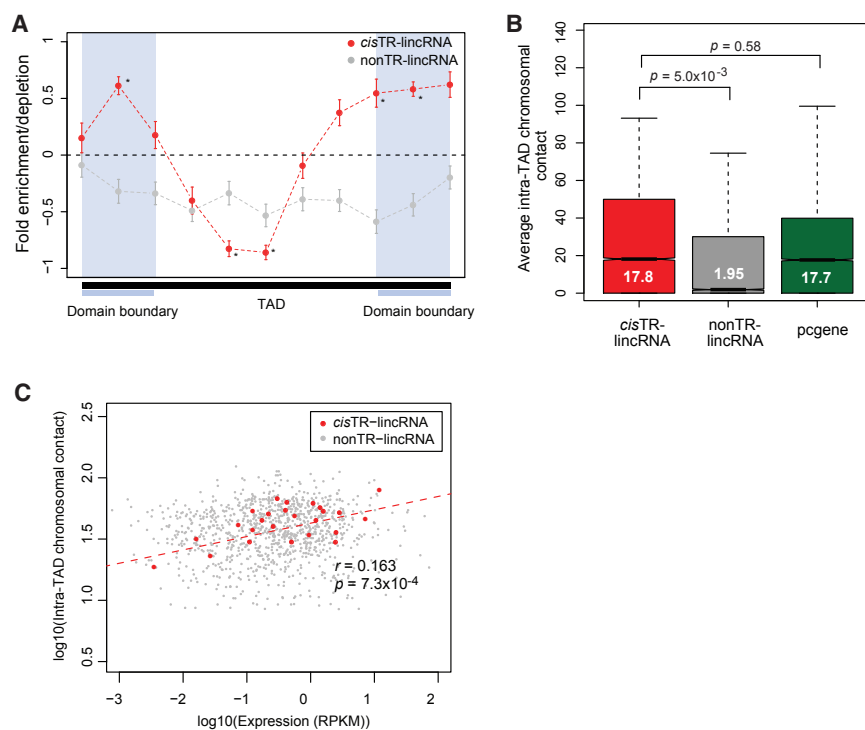 A
Fold enrichment/depletion
1
0.5
0
−0.5
−1
cisTR-lincRNA
nonTR-lincRNA
*
*
*
*
*
Domain boundary
TAD
Domain boundary
B
Average intra-TAD chromosomal
contact
140
120
100
80
60
40
20
0
p = 0.58
p = 5.0x10-3
17.8
1.95
17.7
cisTR-
lincRNA
nonTR-
lincRNA
pcgene
C
log10(Intra-TAD chromosomal contact)
2.5
2.0
1.5
1.0
0.5
cisTR−lincRNA
nonTR−lincRNA
r = 0.163
p = 7.3x10-4
−3
−2
−1
0
1
2
log10(Expression (RPKM))